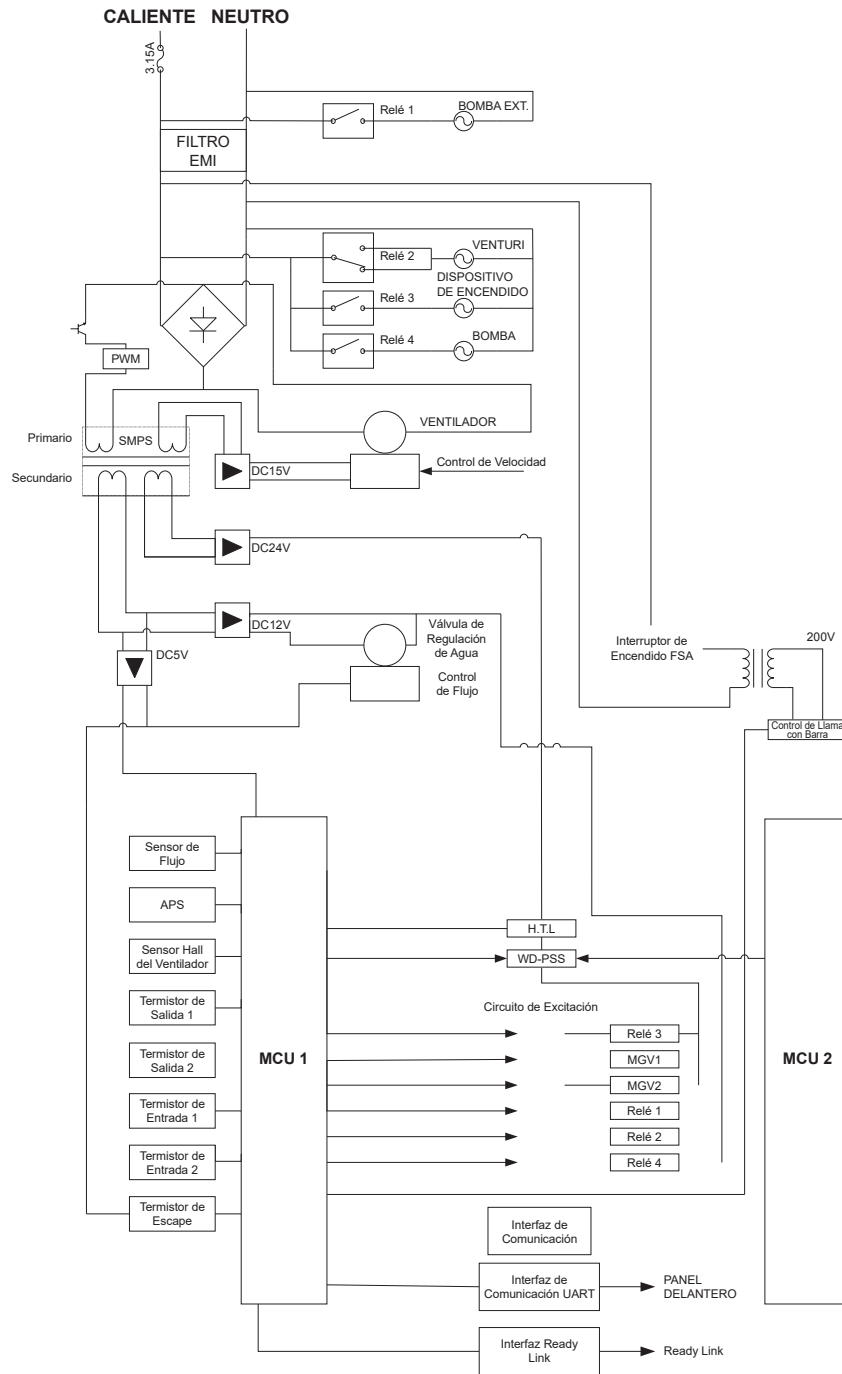 CALIENTE NEUTRO
3.15A
Relé 1
BOMBA EXT.
FILTRO
EMI
Relé 2
VENTURI
DISPOSITIVO
DE ENCENDIDO
Relé 3
Relé 4
BOMBA
PWM
Primario
SMPS
VENTILADOR
Secundario
DC15V
Control de Velocidad
DC24V
DC12V
Válvula de
Regulación
de Agua
Interruptor de
Encendido FSA
200V
DC5V
Control
de Flujo
Control de Llama
con Barra
Sensor de
Flujo
APS
H.T.L
Sensor Hall
del Ventilador
WD-PSS
Termistor de
Salida 1
Circuito de Excitación
Relé 3
Termistor de
Salida 2
MCU 1
MGV1
MCU 2
MGV2
Termistor de
Entrada 1
Relé 1
Relé 2
Termistor de
Entrada 2
Relé 4
Termistor de
Escape
Interfaz de
Comunicación
Interfaz de
Comunicación UART
PANEL
DELANTERO
Interfaz Ready
Link
Ready Link